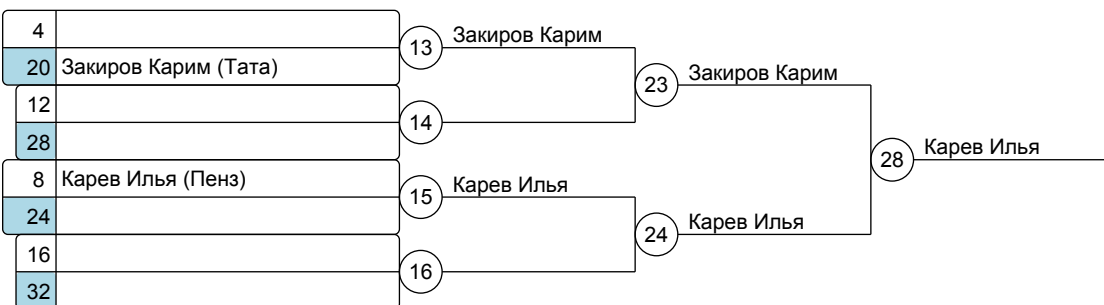 4
13 Закиров Карим
20 Закиров Карим (Тата)
23 Закиров Карим
12
14
28
28 Карев Илья
8 Карев Илья (Пенз)
15 Карев Илья
24
24 Карев Илья
16
16
32